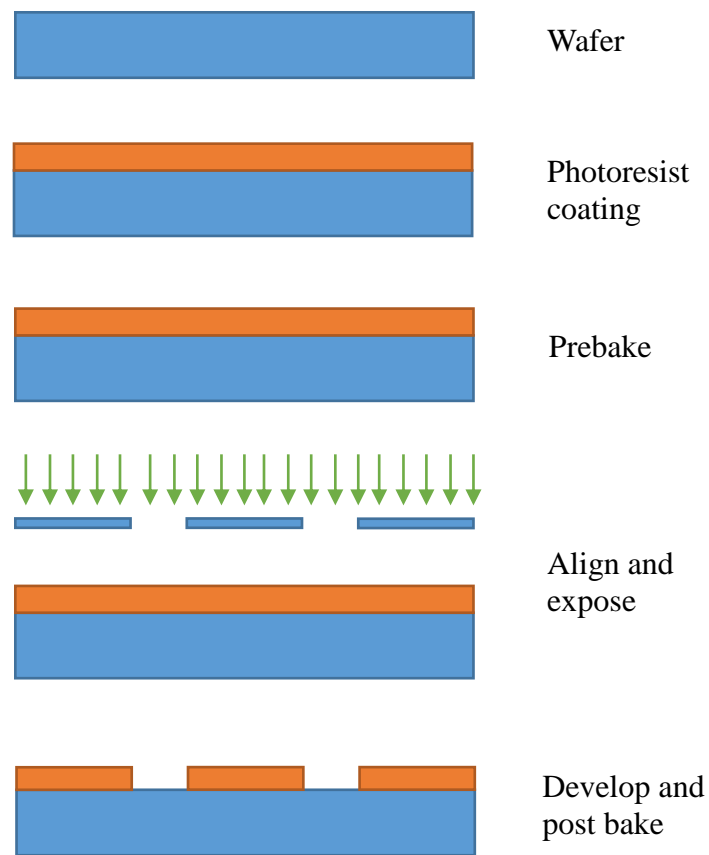 Wafer
Photoresist
coating
Prebake
Align and
expose
Develop and
post bake